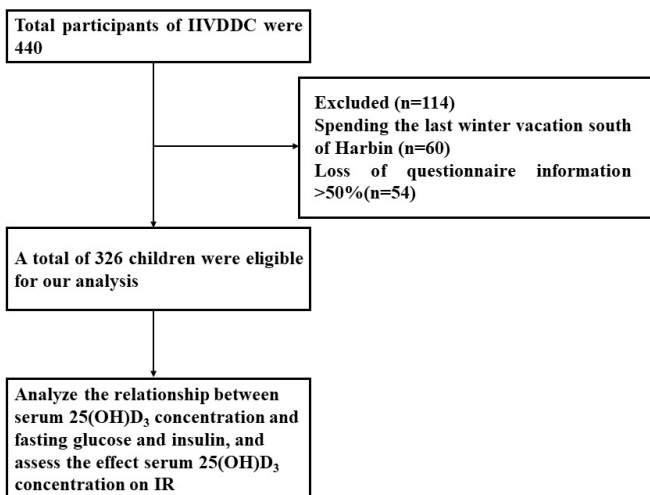 Total participants of IIVDDC were
440
Excluded (n=114)
Spending the last winter vacation south
of Harbin (n=60)
Loss of questionnaire information
>50%(n=54)
A total of 326 children were eligible
for our analysis
Analyze the relationship between
serum 25(OH)D₃ concentration and
fasting glucose and insulin, and
assess the effect serum 25(OH)D₃
concentration on IR